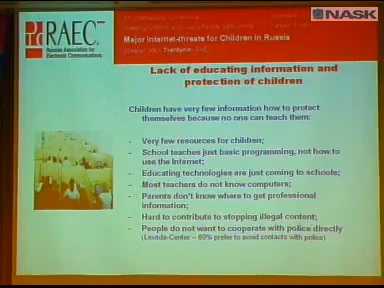 NASK
RAEC
Russian Association for
Electronic Communications
Major Internet-threats for Children in Russia
Lack of educating information and
protection of children
Children have very few information how to protect
themselves because no one can teach them:
- Very few resources for children;
- School teaches just basic programming, not how to
use the Internet;
- Educating technologies are just coming to schools;
- Most teachers do not know computers;
- Parents don't know where to get professional
information;
- Hard to contribute to stopping illegal content;
- People do not want to cooperate with police directly
(Levada-Center – 69% prefer to avoid contacts with police)